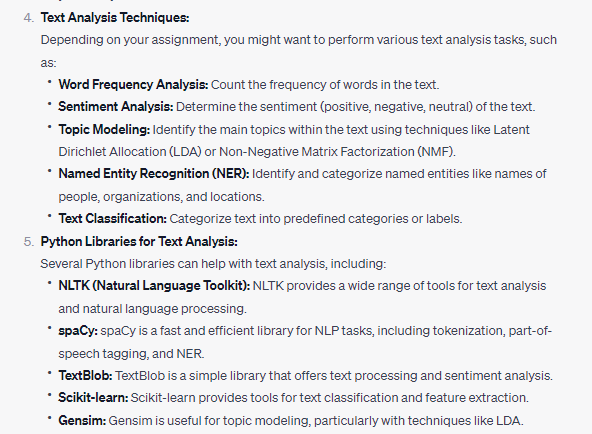 4. Text Analysis Techniques:
Depending on your assignment, you might want to perform various text analysis tasks, such
as:
• Word Frequency Analysis: Count the frequency of words in the text.
• Sentiment Analysis: Determine the sentiment (positive, negative, neutral) of the text.
• Topic Modeling: Identify the main topics within the text using techniques like Latent
Dirichlet Allocation (LDA) or Non-Negative Matrix Factorization (NMF).
• Named Entity Recognition (NER): Identify and categorize named entities like names of
people, organizations, and locations.
• Text Classification: Categorize text into predefined categories or labels.
5. Python Libraries for Text Analysis:
Several Python libraries can help with text analysis, including:
• NLTK (Natural Language Toolkit): NLTK provides a wide range of tools for text analysis
and natural language processing.
• spaCy: spaCy is a fast and efficient library for NLP tasks, including tokenization, part-of-
speech tagging, and NER.
• TextBlob: TextBlob is a simple library that offers text processing and sentiment analysis.
• Scikit-learn: Scikit-learn provides tools for text classification and feature extraction.
• Gensim: Gensim is useful for topic modeling, particularly with techniques like LDA.